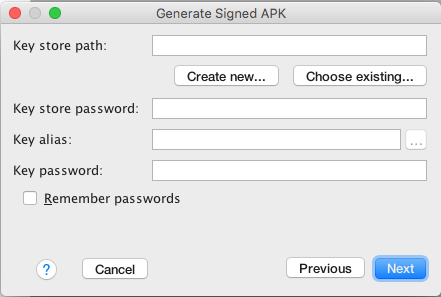 Generate Signed APK
Key store path:
Create new... Choose existing...
Key store password:
Key alias: ...
Key password:
Remember passwords
? Cancel Previous Next